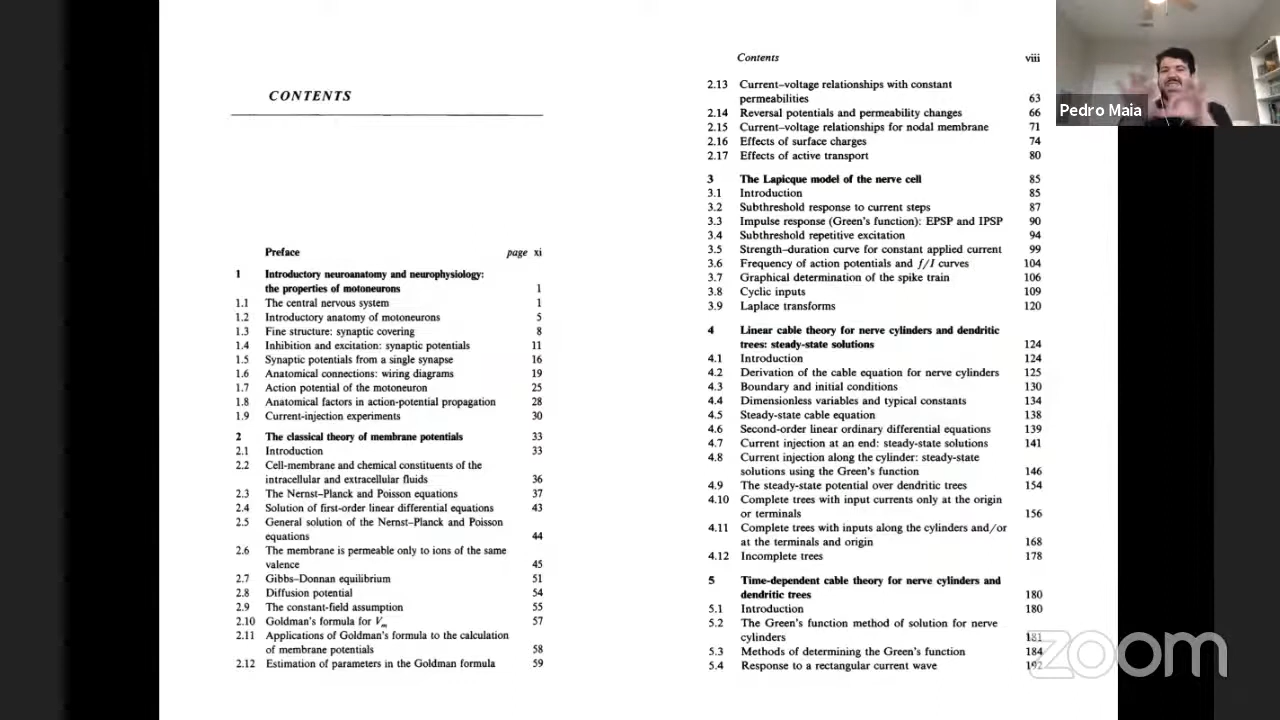 CONTENTS
Preface page xi
1 Introductory neuroanatomy and neurophysiology:
the properties of motoneurons 1
1.1 The central nervous system 1
1.2 Introductory anatomy of motoneurons 5
1.3 Fine structure: synaptic covering 8
1.4 Inhibition and excitation: synaptic potentials 11
1.5 Synaptic potentials from a single synapse 16
1.6 Anatomical connections: wiring diagrams 19
1.7 Action potential of the motoneuron 25
1.8 Anatomical factors in action-potential propagation 28
1.9 Current-injection experiments 30
2 The classical theory of membrane potentials 33
2.1 Introduction 33
2.2 Cell-membrane and chemical constituents of the
intracellular and extracellular fluids 36
2.3 The Nernst–Planck and Poisson equations 37
2.4 Solution of first-order linear differential equations 43
2.5 General solution of the Nernst–Planck and Poisson
equations 44
2.6 The membrane is permeable only to ions of the same
valence 45
2.7 Gibbs–Donnan equilibrium 51
2.8 Diffusion potential 54
2.9 The constant-field assumption 55
2.10 Goldman's formula for Vm 57
2.11 Applications of Goldman's formula to the calculation
of membrane potentials 58
2.12 Estimation of parameters in the Goldman formula 59
Contents viii
2.13 Current–voltage relationships with constant
permeabilities 63
2.14 Reversal potentials and permeability changes 66
2.15 Current–voltage relationships for nodal membrane 71
2.16 Effects of surface charges 74
2.17 Effects of active transport 80
3 The Lapicque model of the nerve cell 85
3.1 Introduction 85
3.2 Subthreshold response to current steps 87
3.3 Impulse response (Green's function): EPSP and IPSP 90
3.4 Subthreshold repetitive excitation 94
3.5 Strength–duration curve for constant applied current 99
3.6 Frequency of action potentials and f/I curves 104
3.7 Graphical determination of the spike train 106
3.8 Cyclic inputs 109
3.9 Laplace transforms 120
4 Linear cable theory for nerve cylinders and dendritic
trees: steady-state solutions 124
4.1 Introduction 124
4.2 Derivation of the cable equation for nerve cylinders 125
4.3 Boundary and initial conditions 130
4.4 Dimensionless variables and typical constants 134
4.5 Steady-state cable equation 138
4.6 Second-order linear ordinary differential equations 139
4.7 Current injection at an end: steady-state solutions 141
4.8 Current injection along the cylinder: steady-state
solutions using the Green's function 146
4.9 The steady-state potential over dendritic trees 154
4.10 Complete trees with input currents only at the origin
or terminals 156
4.11 Complete trees with inputs along the cylinders and/or
at the terminals and origin 168
4.12 Incomplete trees 178
5 Time-dependent cable theory for nerve cylinders and
dendritic trees 180
5.1 Introduction 180
5.2 The Green's function method of solution for nerve
cylinders 181
5.3 Methods of determining the Green's function 184
5.4 Response to a rectangular current wave 192
Pedro Maia
zoom